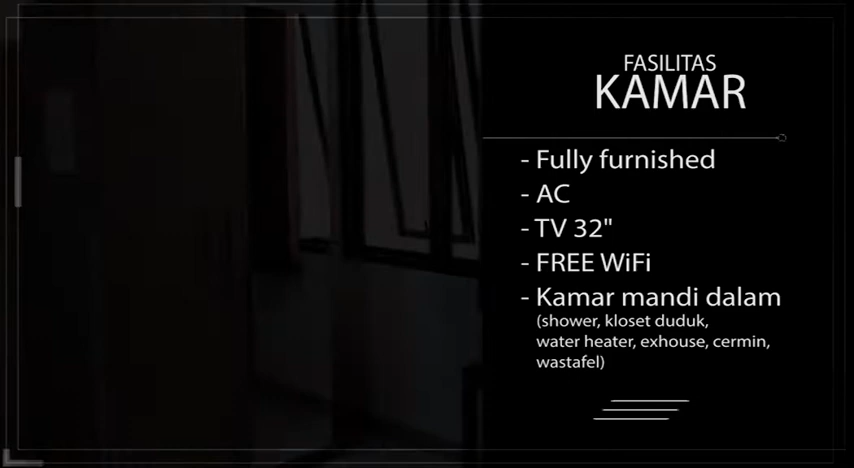 FASILITAS
KAMAR
- Fully furnished
- AC
- TV 32"
- FREE WiFi
- Kamar mandi dalam
(shower, kloset duduk,
water heater, exhouse, cermin,
wastafel)